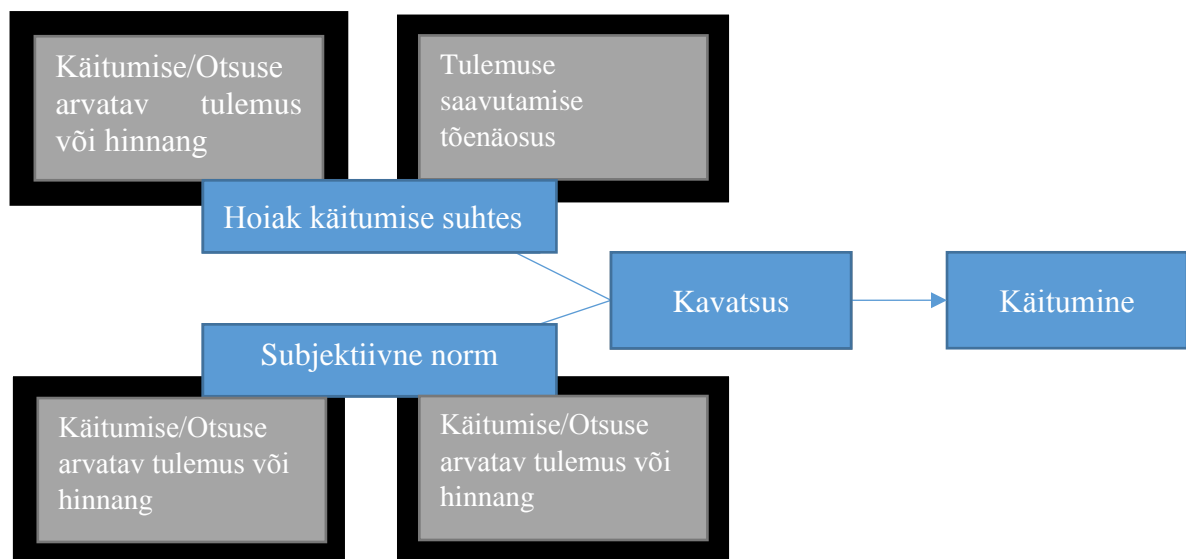 Käitumise/Otsuse
arvatav tulemus
või hinnang
Tulemuse
saavutamise
tõenäosus
Hoiak käitumise suhtes
Kavatsus
Käitumine
Subjektiivne norm
Käitumise/Otsuse
arvatav tulemus või
hinnang
Käitumise/Otsuse
arvatav tulemus või
hinnang